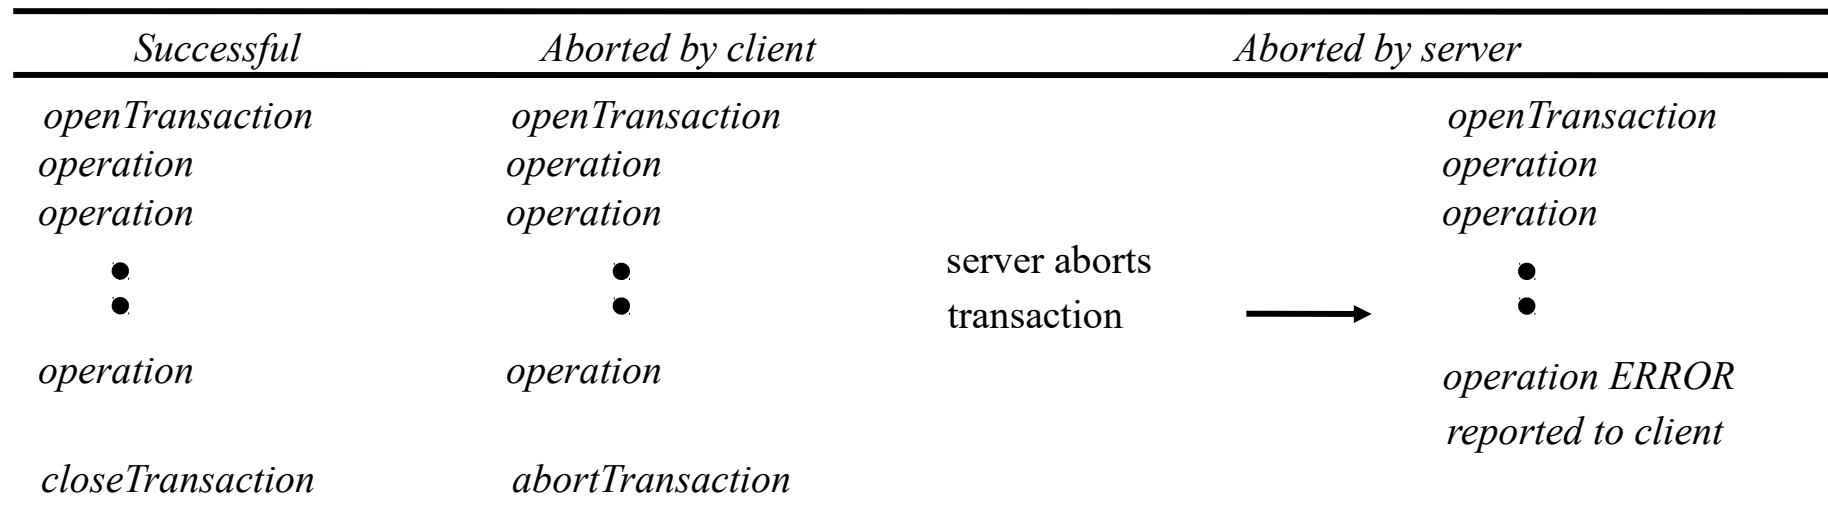 Successful Aborted by client Aborted by server
openTransaction openTransaction openTransaction
operation operation operation
operation operation operation
server aborts
transaction
operation operation operation ERROR
reported to client
closeTransaction abortTransaction